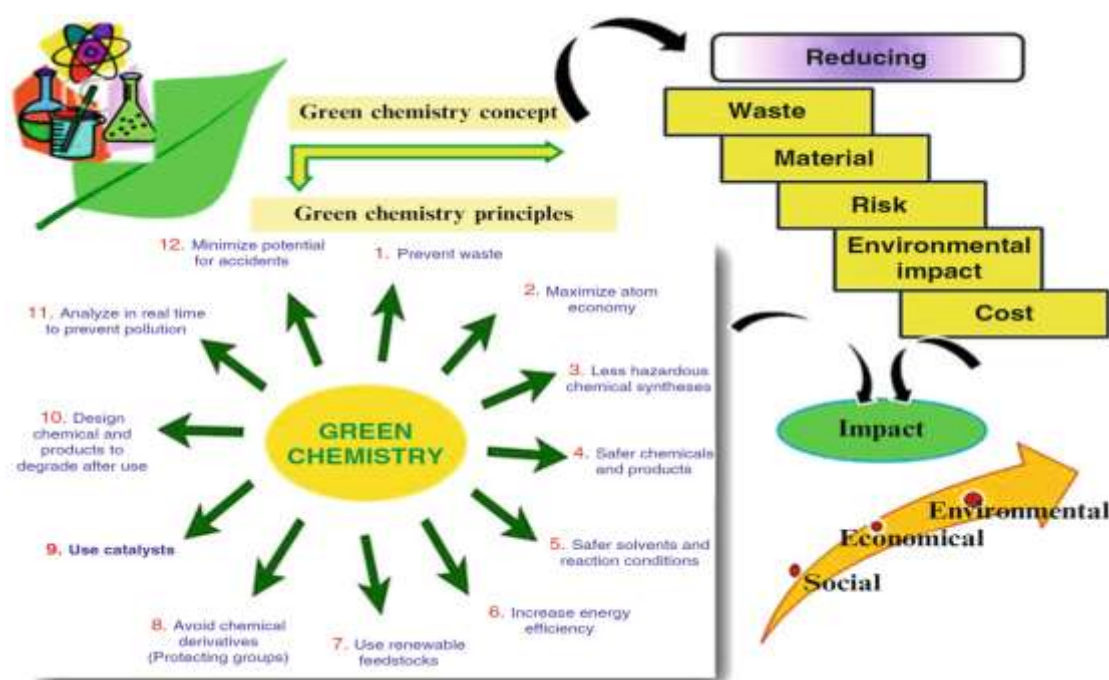 Green chemistry concept
Green chemistry principles
Reducing
Waste
Material
Risk
Environmental
impact
Cost
12. Minimize potential
for accidents
1. Prevent waste
2. Maximize atom
economy
3. Less hazardous
chemical syntheses
4. Safer chemicals
and products
5. Safer solvents and
reaction conditions
6. Increase energy
efficiency
7. Use renewable
feedstocks
8. Avoid chemical
derivatives
(Protecting groups)
9. Use catalysts
10. Design
chemical and
products to
degrade after use
11. Analyze in real time
to prevent pollution
GREEN
CHEMISTRY
Impact
Environmental
Economical
Social